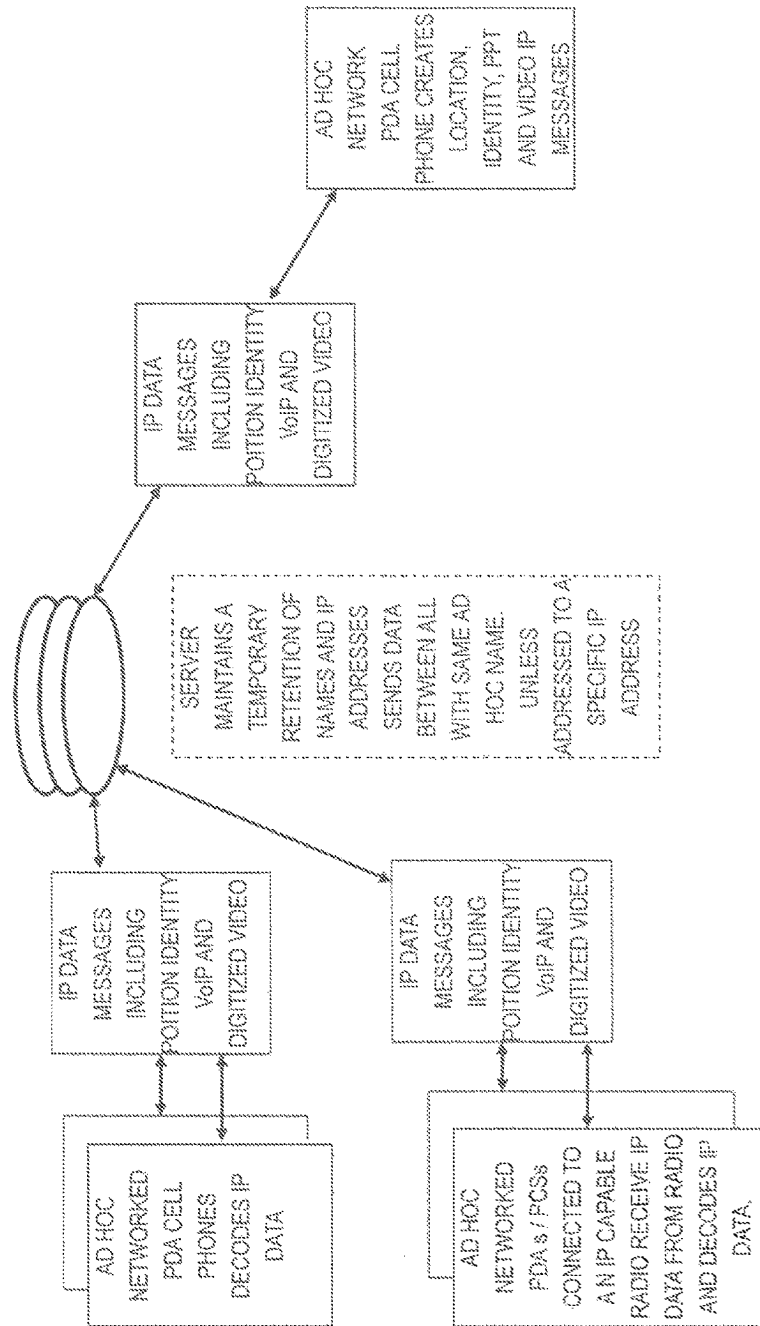 AD HOC
NETWORKED
PDA CELL
PHONES
DECODES IP
DATA
IP DATA
MESSAGES
INCLUDING
POITION IDENTITY
VoIP AND
DIGITIZED VIDEO
AD HOC
NETWORKED
PDA s / PCSs
CONNECTED TO
A N IP CAPABLE
RADIO RECEIVE IP
DATA FROM RADIO
AND DECODES IP
DATA.
IP DATA
MESSAGES
INCLUDING
POITION IDENTITY
VoIP AND
DIGITIZED VIDEO
SERVER
MAINTAINS A
TEMPORARY
RETENTION OF
NAMES AND IP
ADDRESSES
SENDS DATA
BETWEEN ALL
WITH SAME AD
HOC NAME.
UNLESS
ADDRESSED TO A
SPECIFIC IP
ADDRESS
IP DATA
MESSAGES
INCLUDING
POITION IDENTITY
VoIP AND
DIGITIZED VIDEO
AD HOC
NETWORK
PDA CELL
PHONE CREATES
LOCATION,
IDENTITY, PPT
AND VIDEO IP
MESSAGES